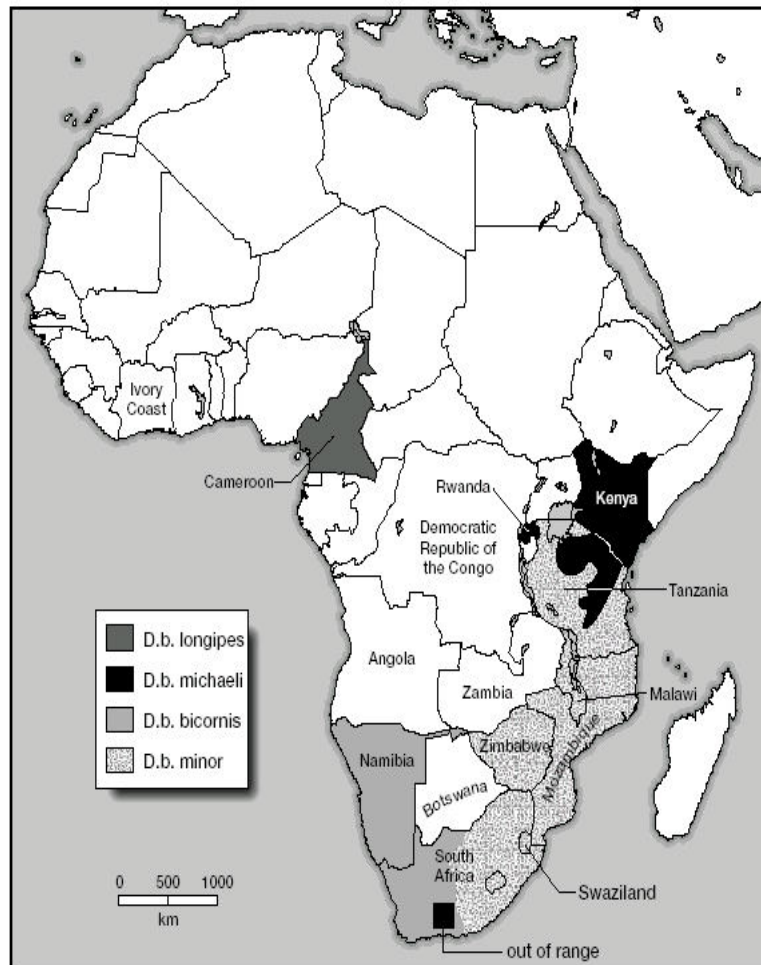 Ivory
Coast
Cameroon
Rwanda
Kenya
Democratic
Republic of
the Congo
Tanzania
D.b. longipes
D.b. michaeli
D.b. bicornis
D.b. minor
Angola
Zambia
Malawi
Mozambique
Zimbabwe
Namibia
Botswana
South
Africa
Swaziland
0 500 1000
km
out of range